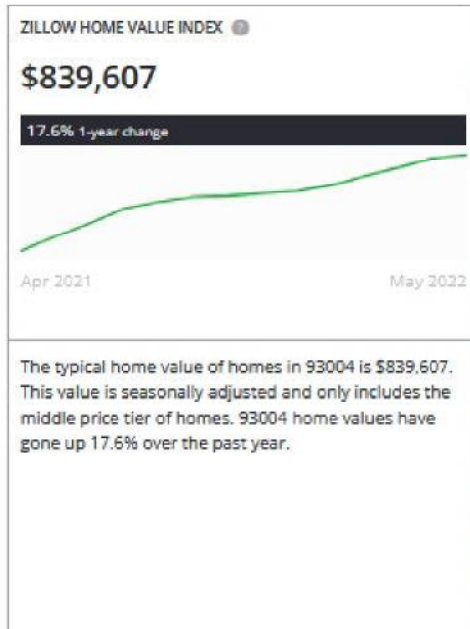 ZILLOW HOME VALUE INDEX ?
$839,607
17.6% 1-year change
Apr 2021 May 2022
The typical home value of homes in 93004 is $839,607.
This value is seasonally adjusted and only includes the
middle price tier of homes. 93004 home values have
gone up 17.6% over the past year.